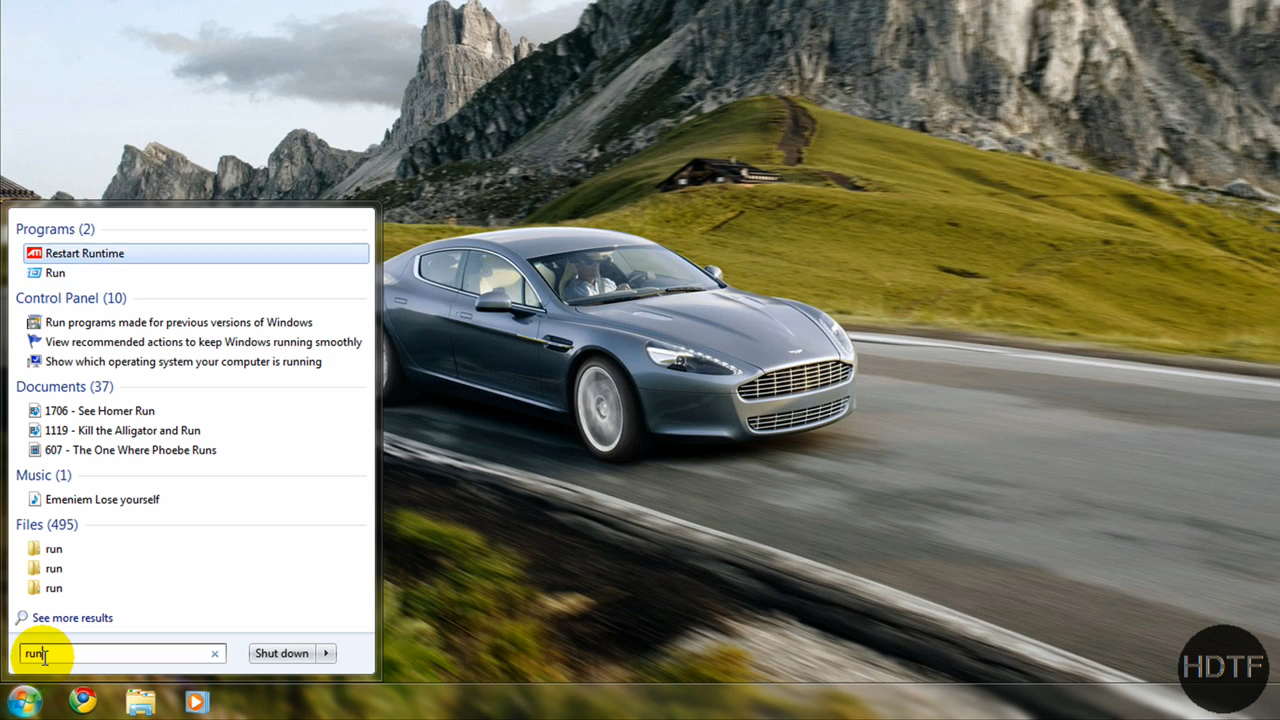 Programs (2)
Restart Runtime
Run
Control Panel (10)
Run programs made for previous versions of Windows
View recommended actions to keep Windows running smoothly
Show which operating system your computer is running
Documents (37)
1706 - See Homer Run
1119 - Kill the Alligator and Run
607 - The One Where Phoebe Runs
Music (1)
Emeniem Lose yourself
Files (495)
run
run
run
See more results
run
Shut down
HDTF